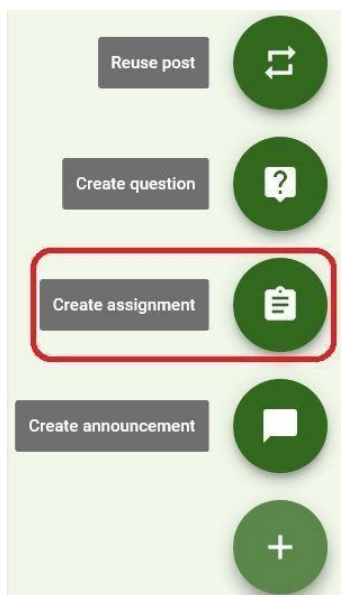 Reuse post
Create question
Create assignment
Create announcement